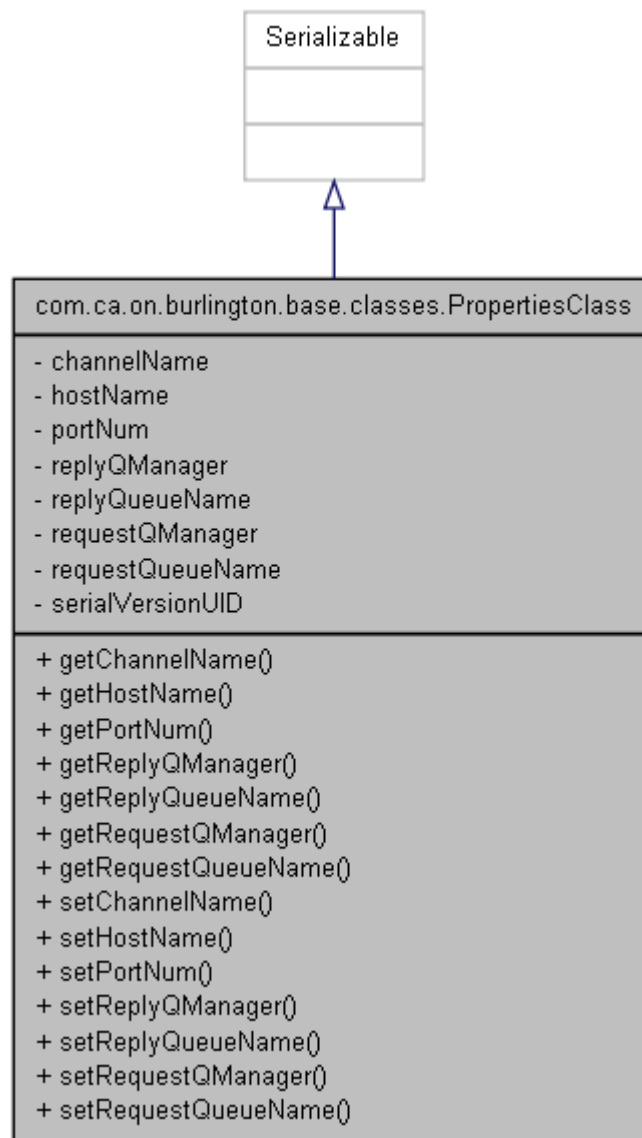 Serializable
com.ca.on.burlington.base.classes.PropertiesClass
- channelName
- hostName
- portNum
- replyQManager
- replyQueueName
- requestQManager
- requestQueueName
- serialVersionUID
+ getChannelName()
+ getHostName()
+ getPortNum()
+ getReplyQManager()
+ getReplyQueueName()
+ getRequestQManager()
+ getRequestQueueName()
+ setChannelName()
+ setHostName()
+ setPortNum()
+ setReplyQManager()
+ setReplyQueueName()
+ setRequestQManager()
+ setRequestQueueName()